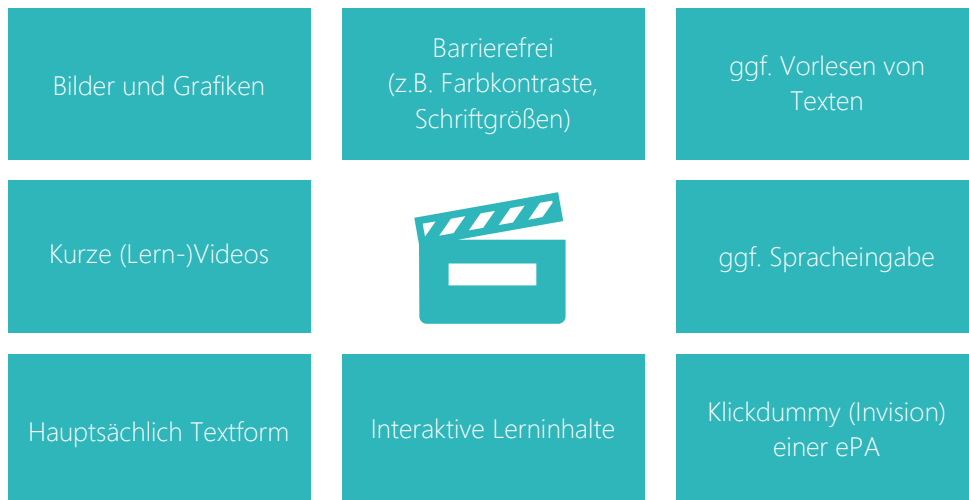 Bilder und Grafiken
Barrierefrei
(z.B. Farbkontraste,
Schriftgrößen)
ggf. Vorlesen von
Texten
Kurze (Lern-)Videos
ggf. Spracheingabe
Hauptsächlich Textform
Interaktive Lerninhalte
Klickdummy (Invision)
einer ePA